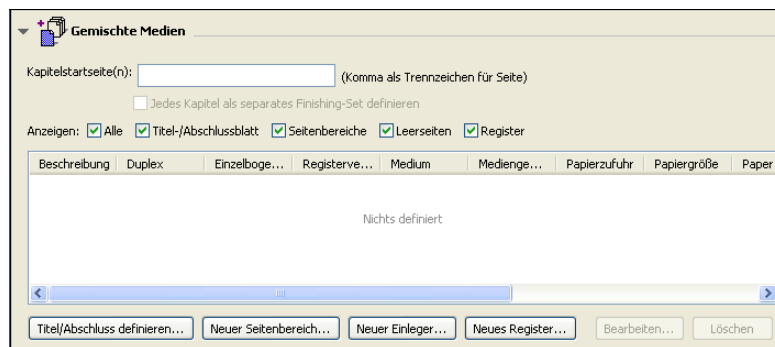 Gemischte Medien
Kapitelstartseite(n): (Komma als Trennzeichen für Seite)
Jedes Kapitel als separates Finishing-Set definieren
Anzeigen: Alle Titel-/Abschlussblatt Seitenbereiche Leerseiten Register
Beschreibung Duplex Einzelboge... Registerve... Medium Medienge... Papierzufuhr Papiergröße Paper
Nichts definiert
Titel/Abschluss definieren... Neuer Seitenbereich... Neuer Einleger... Neues Register... Bearbeiten... Löschen